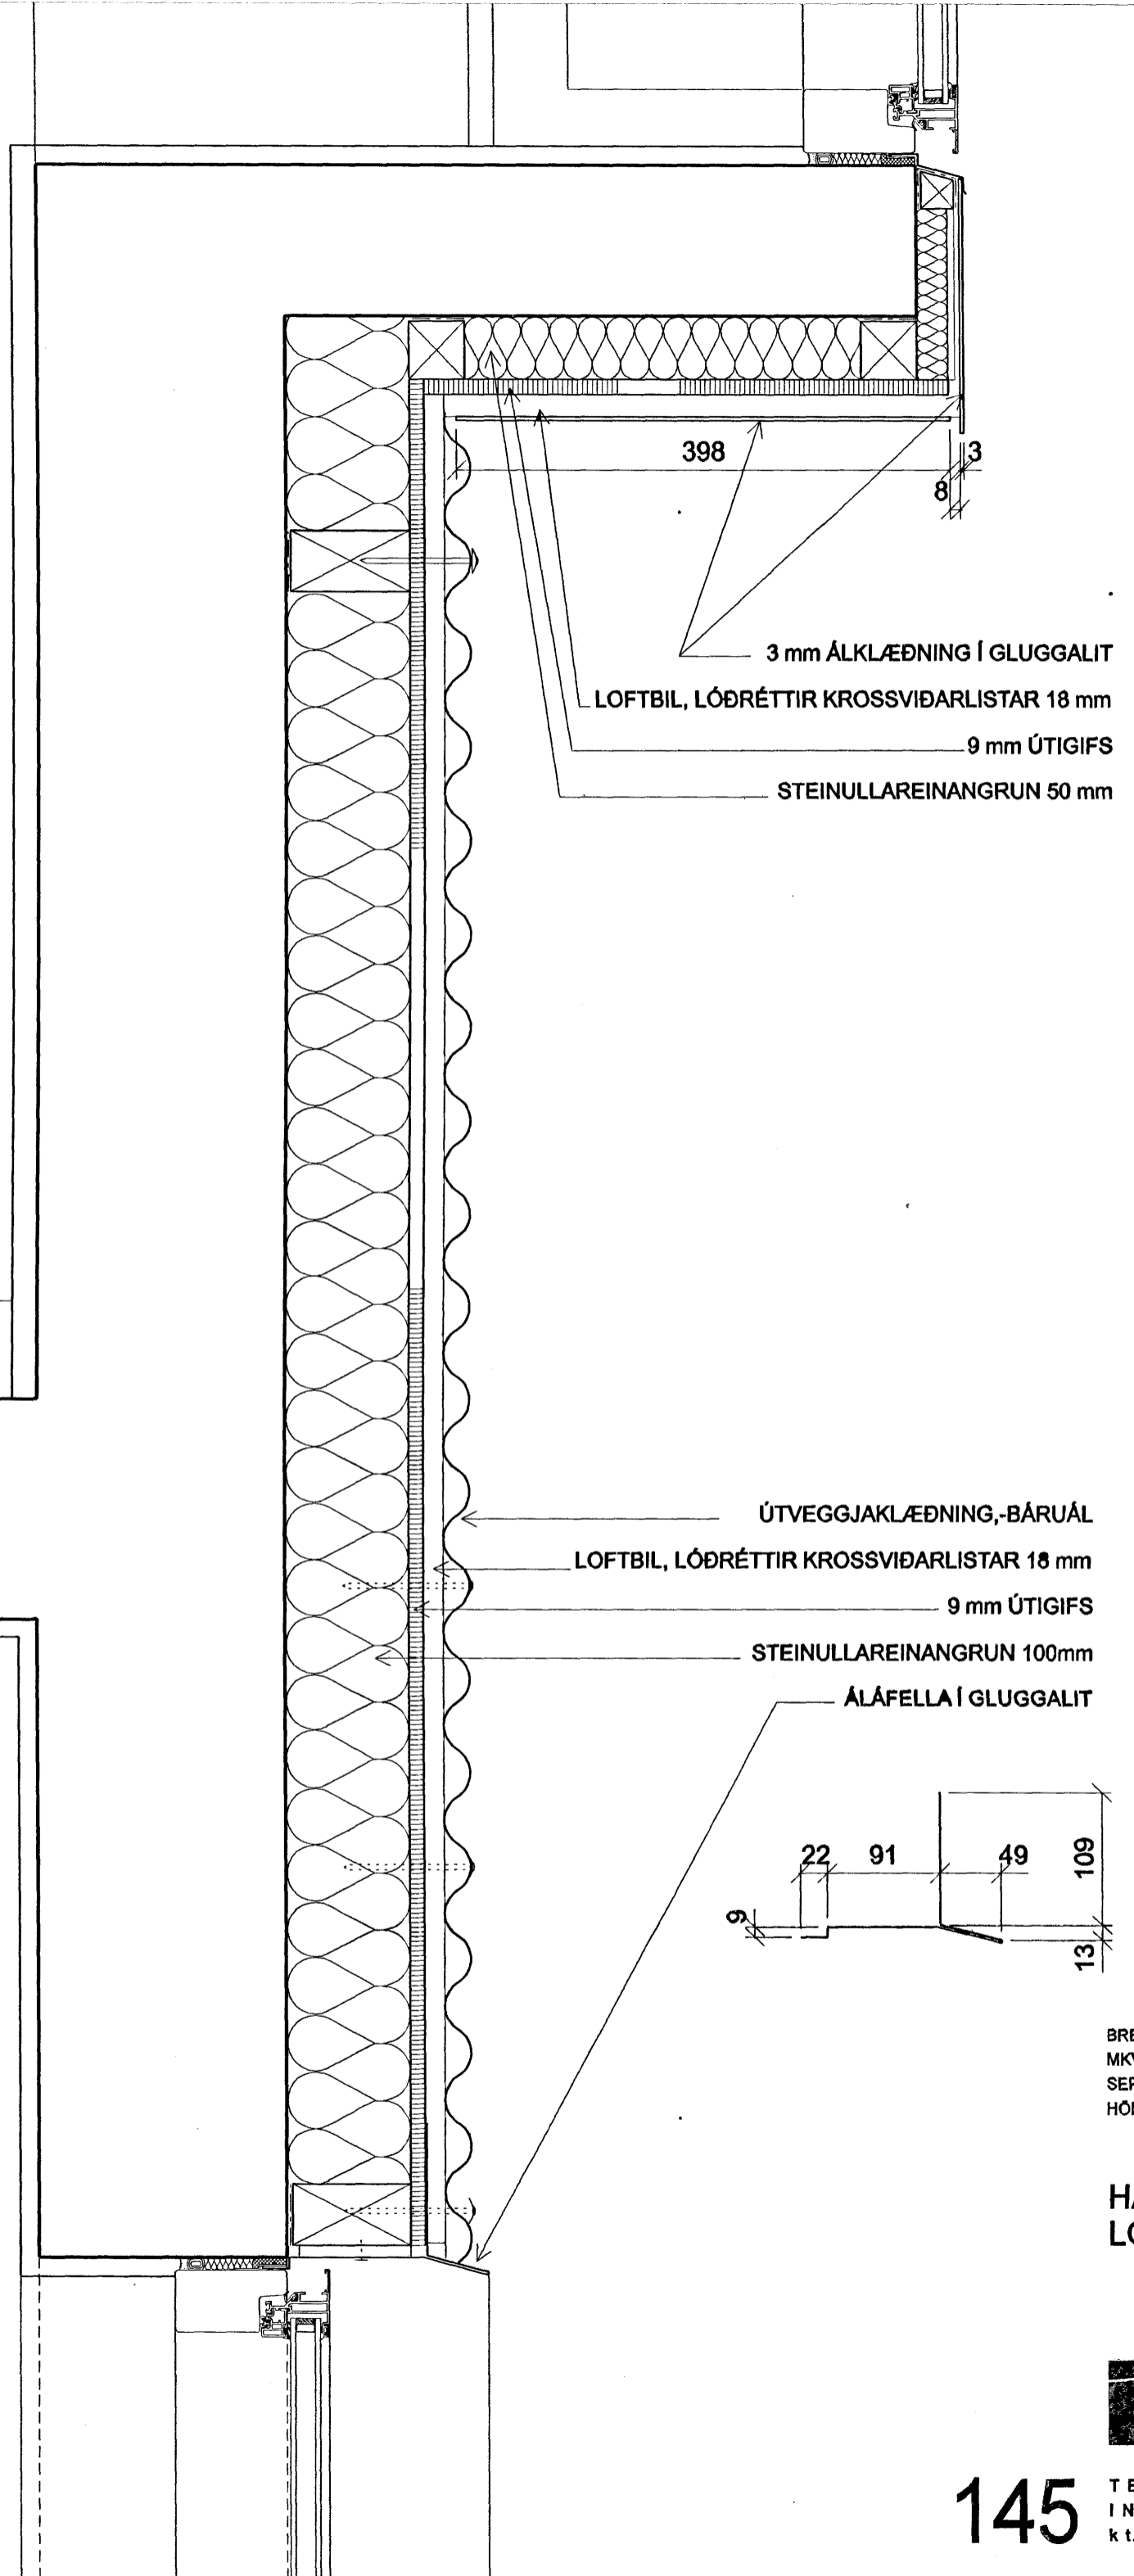 398
3
8
3 mm ÁLKLÆÐNING Í GLUGGALIT
LOFTBIL, LÓÐRÉTTIR KROSSVIÐARLISTAR 18 mm
9 mm ÚTIGIFS
STEINULLAREINANGRUN 50 mm
ÚTVEGGJAKLÆÐNING,-BÁRUÁL
LOFTBIL, LÓÐRÉTTIR KROSSVIÐARLISTAR 18 mm
9 mm ÚTIGIFS
STEINULLAREINANGRUN 100mm
ÁLÁFELLA Í GLUGGALIT
22 91 49 109
9
13
145